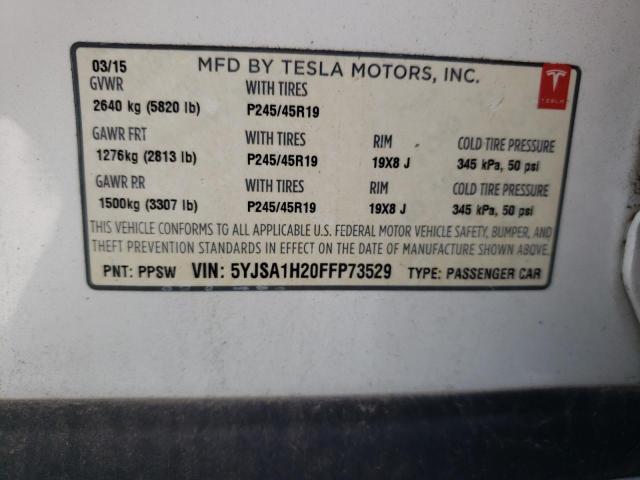 03/15 MFD BY TESLA MOTORS, INC.
GVWR WITH TIRES
2640 kg (5820 lb) P245/45R19
GAWR FRT WITH TIRES RIM COLD TIRE PRESSURE
1276kg (2813 lb) P245/45R19 19X8 J 345 kPa, 50 psi
GAWR RR WITH TIRES RIM COLD TIRE PRESSURE
1500kg (3307 lb) P245/45R19 19X8 J 345 kPa, 50 psi
THIS VEHICLE CONFORMS TO ALL APPLICABLE U.S. FEDERAL MOTOR VEHICLE SAFETY, BUMPER, AND
THEFT PREVENTION STANDARDS IN EFFECT ON THE DATE OF MANUFACTURE SHOWN ABOVE.
PNT: PPSW VIN: 5YJSA1H20FFP73529 TYPE: PASSENGER CAR
TESLA